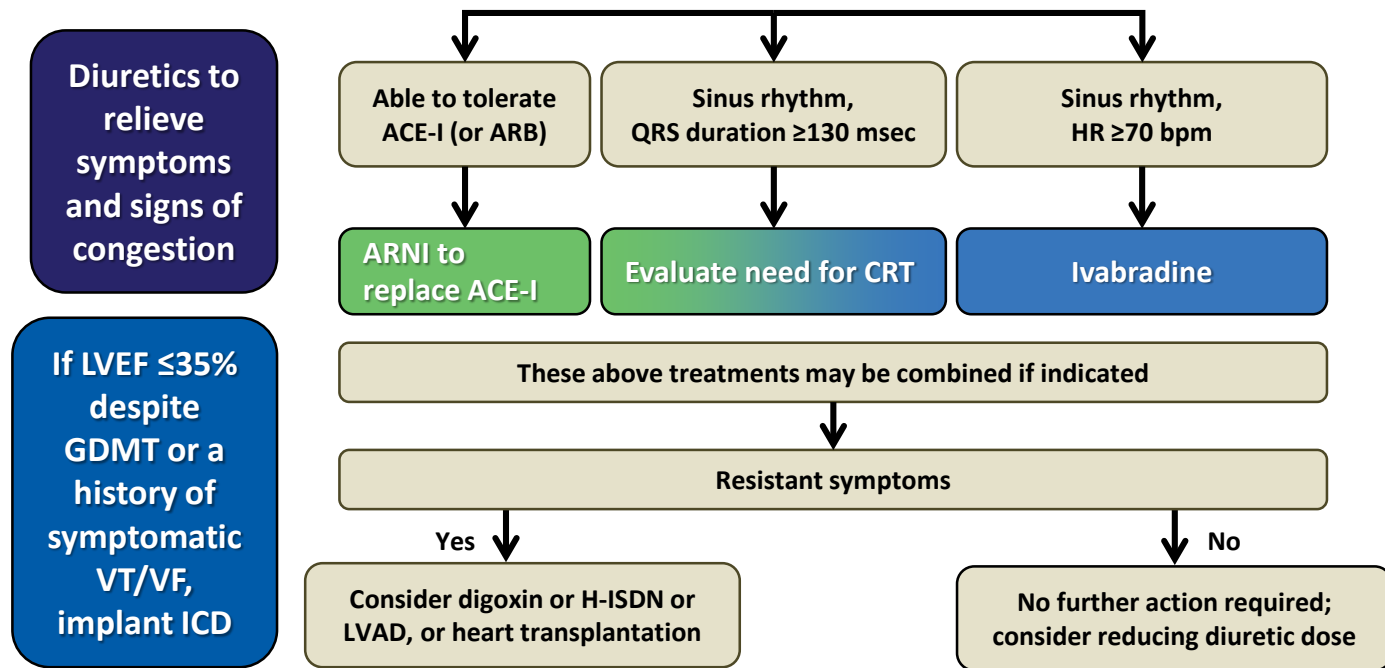 Diuretics to
relieve
symptoms
and signs of
congestion
If LVEF ≤35%
despite
GDMT or a
history of
symptomatic
VT/VF,
implant ICD
Able to tolerate
ACE-I (or ARB)
Sinus rhythm,
QRS duration ≥130 msec
Sinus rhythm,
HR ≥70 bpm
ARNI to
replace ACE-I
Evaluate need for CRT
Ivabradine
These above treatments may be combined if indicated
Resistant symptoms
Yes
No
Consider digoxin or H-ISDN or
LVAD, or heart transplantation
No further action required;
consider reducing diuretic dose